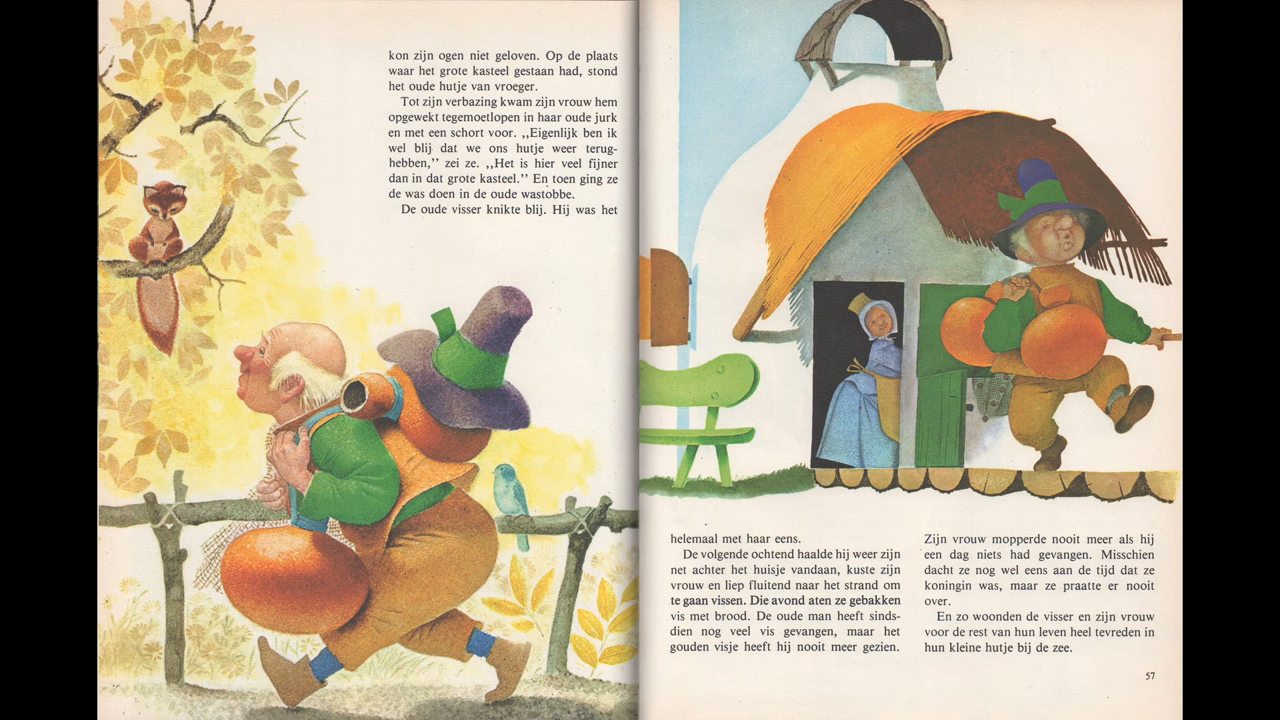 kon zijn ogen niet geloven. Op de plaats
waar het grote kasteel gestaan had, stond
het oude hutje van vroeger.
Tot zijn verbazing kwam zijn vrouw hem
opgewekt tegemoetlopen in haar oude jurk
en met een schort voor. ,,Eigenlijk ben ik
wel blij dat we ons hutje weer terug-
hebben,’’ zei ze. ,,Het is hier veel fijner
dan in dat grote kasteel.’’ En toen ging ze
de was doen in de oude wastobbe.
De oude visser knikte blij. Hij was het
helemaal met haar eens.
De volgende ochtend haalde hij weer zijn
net achter het huisje vandaan, kuste zijn
vrouw en liep fluitend naar het strand om
te gaan vissen. Die avond aten ze gebakken
vis met brood. De oude man heeft sinds-
dien nog veel vis gevangen, maar het
gouden visje heeft hij nooit meer gezien.
Zijn vrouw mopperde nooit meer als hij
een dag niets had gevangen. Misschien
dacht ze nog wel eens aan de tijd dat ze
koningin was, maar ze praatte er nooit
over.
En zo woonden de visser en zijn vrouw
voor de rest van hun leven heel tevreden in
hun kleine hutje bij de zee.
57